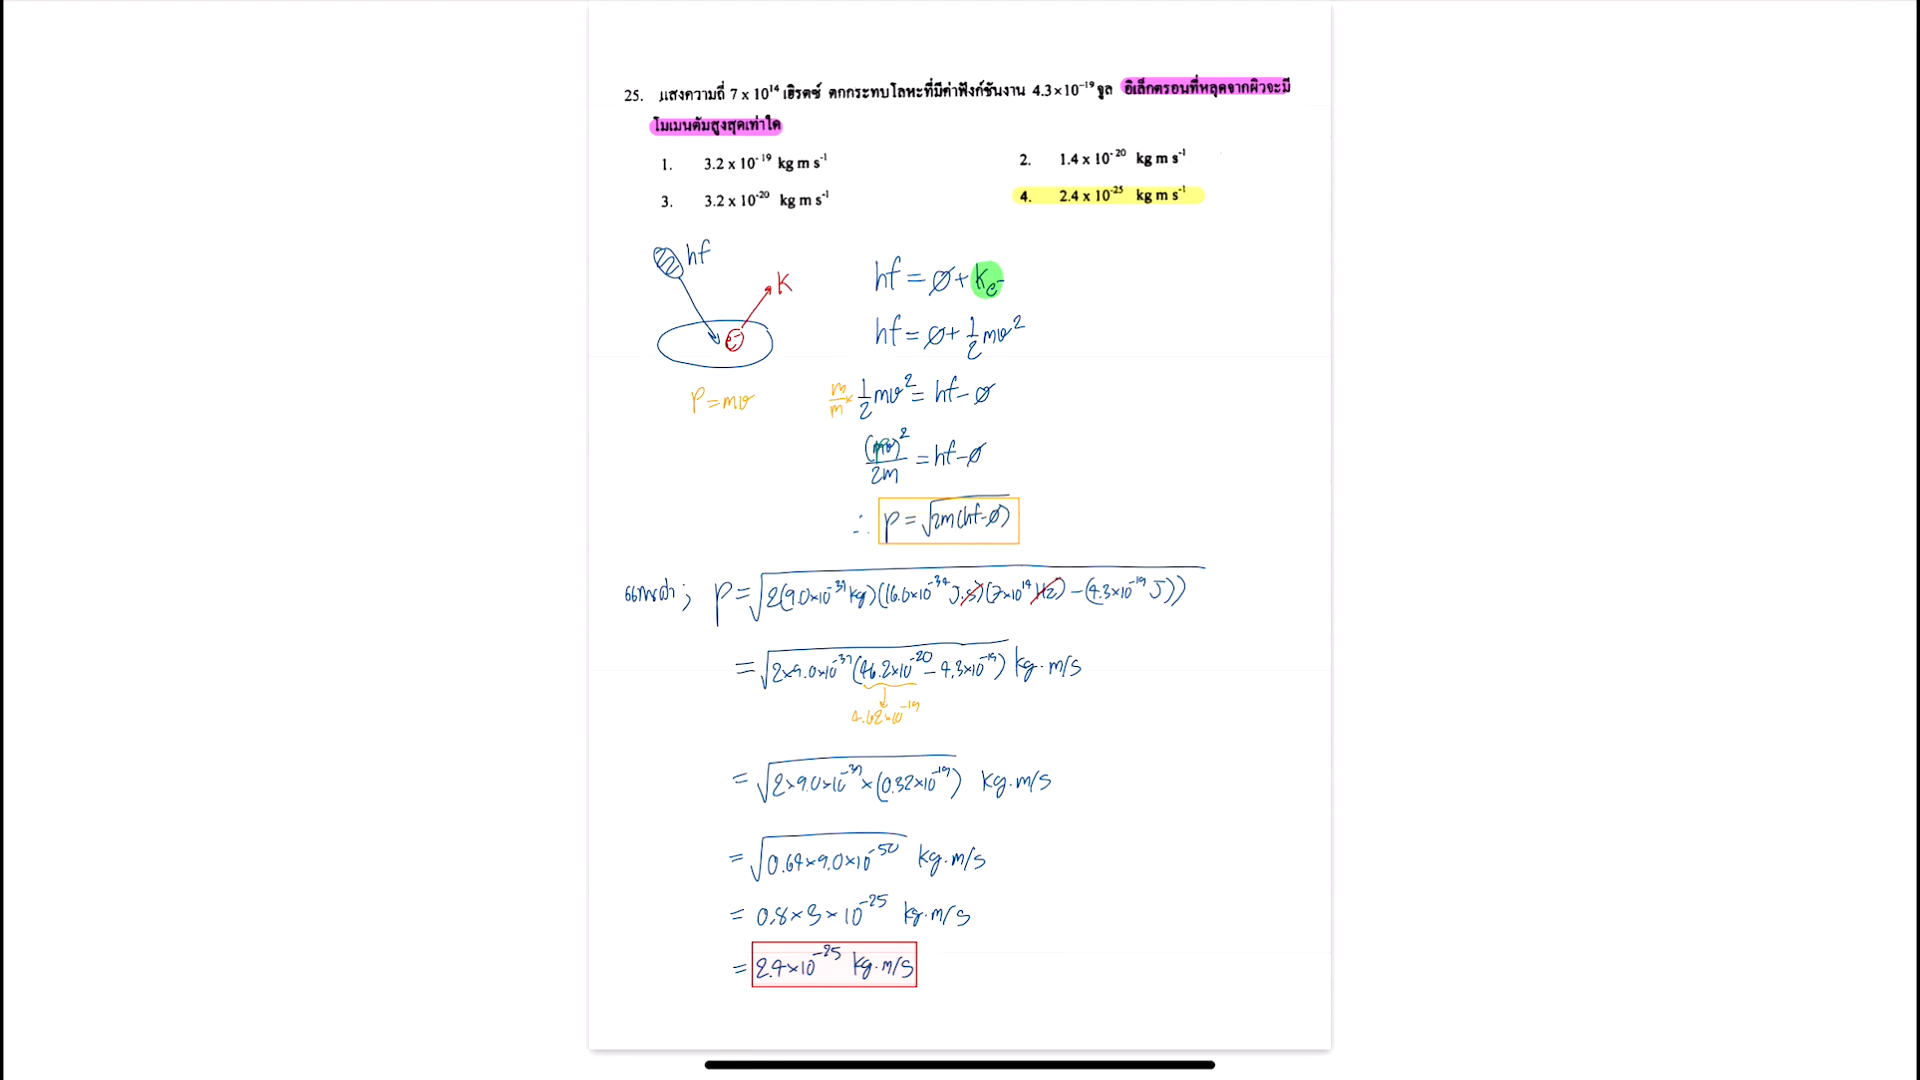 25. แสงความถี่ 7 x 10¹⁴ เฮิรตซ์ ตกกระทบโลหะที่มีค่าฟังก์ชันงาน 4.3×10⁻¹⁹ จูล อิเล็กตรอนที่หลุดจากผิวจะมี
โมเมนตัมสูงสุดเท่าใด
1. 3.2 x 10⁻¹⁹ kg m s⁻¹ 2. 1.4 x 10⁻²⁰ kg m s⁻¹
3. 3.2 x 10⁻²⁰ kg m s⁻¹ 4. 2.4 x 10⁻²⁵ kg m s⁻¹
hf
K
e⁻
P = mv
hf = ∅ + Kₑ-
hf = ∅ + 1/2 mv²
m/m × 1/2 mv² = hf - ∅
(mv)²/2m = hf - ∅
∴ p = √2m(hf-∅)
แทนค่า ; p = √2(9.0×10⁻³¹ kg)(6.0×10⁻³⁴ J.s)(7×10¹⁴ Hz) - (4.3×10⁻¹⁹ J))
= √2×9.0×10⁻³¹(46.2×10⁻²⁰ - 4.3×10⁻¹⁹) kg.m/s
4.62×10⁻¹⁹
= √2×9.0×10⁻³¹×(0.32×10⁻¹⁹) kg.m/s
= √0.64×9.0×10⁻⁵⁰ kg.m/s
= 0.8×3×10⁻²⁵ kg.m/s
= 2.4×10⁻²⁵ kg.m/s